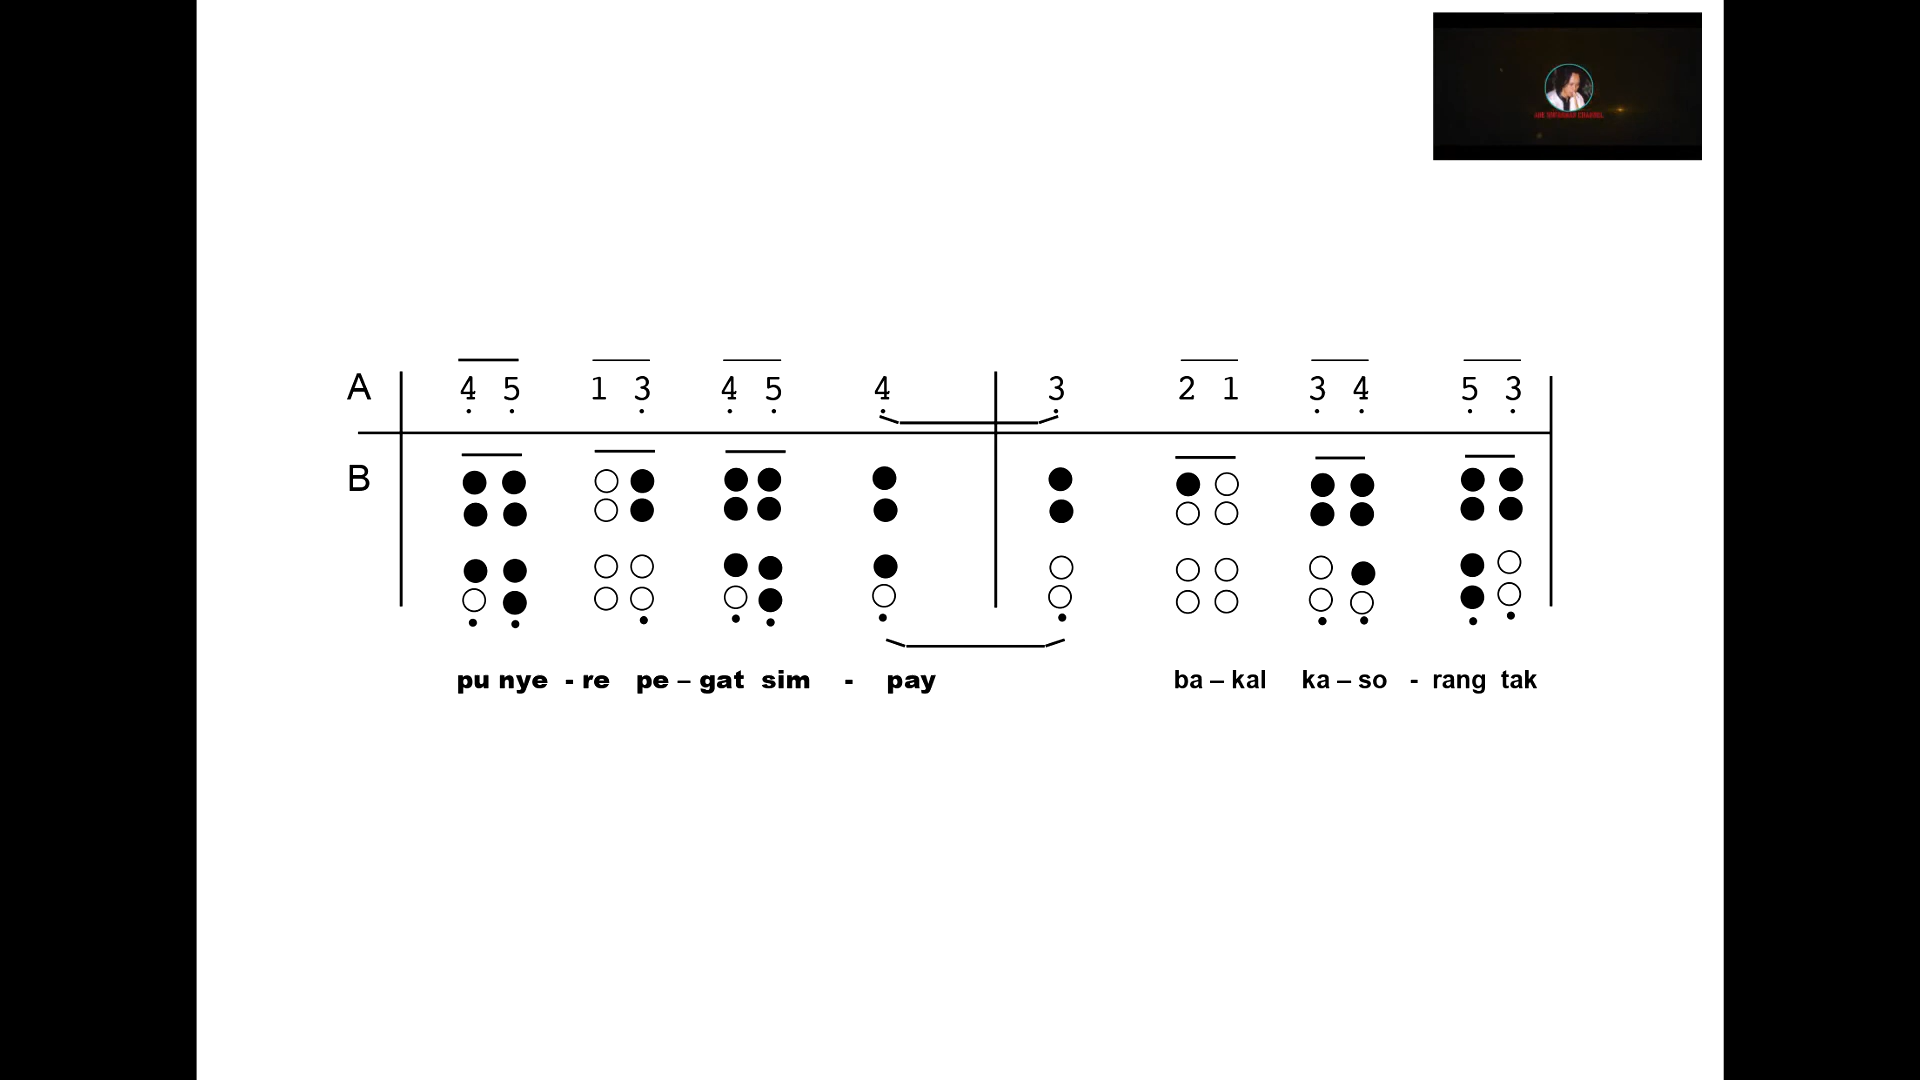 A 4 5 1 3 4 5 4 3 2 1 3 4 5 3
B
pu nye - re pe – gat sim - pay ba – kal ka – so - rang tak